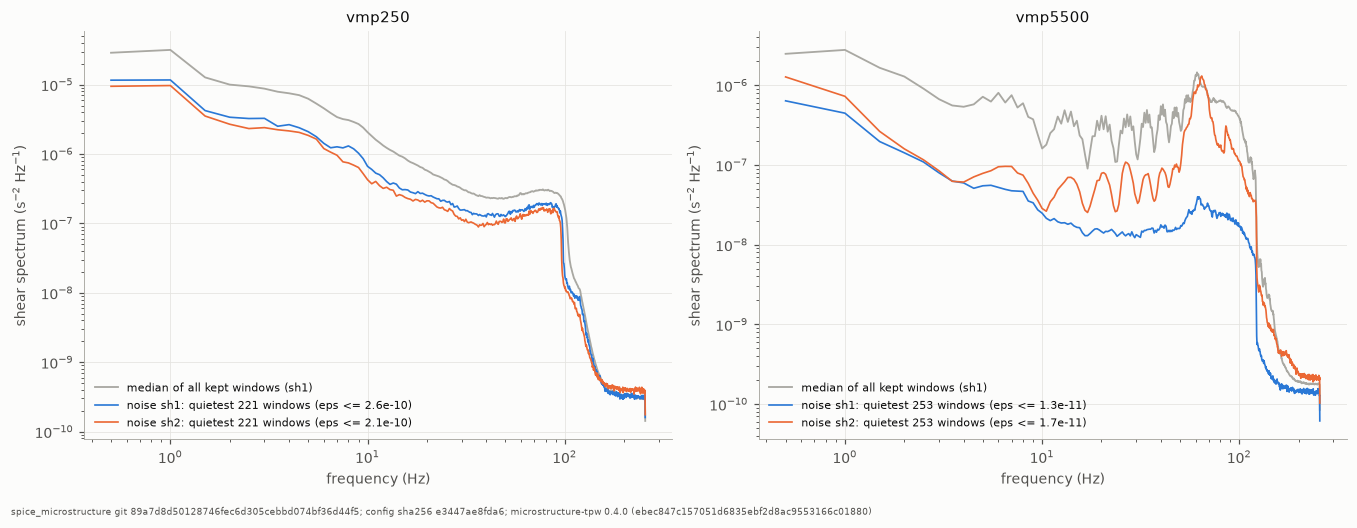 vmp250
vmp5500
shear spectrum (s⁻² Hz⁻¹)
10⁻⁵
10⁻⁶
10⁻⁷
10⁻⁸
10⁻⁹
10⁻¹⁰
median of all kept windows (sh1)
noise sh1: quietest 221 windows (eps <= 2.6e-10)
noise sh2: quietest 221 windows (eps <= 2.1e-10)
10⁰ 10¹ 10²
frequency (Hz)
shear spectrum (s⁻² Hz⁻¹)
10⁻⁶
10⁻⁷
10⁻⁸
10⁻⁹
10⁻¹⁰
median of all kept windows (sh1)
noise sh1: quietest 253 windows (eps <= 1.3e-11)
noise sh2: quietest 253 windows (eps <= 1.7e-11)
10⁰ 10¹ 10²
frequency (Hz)
spice_microstructure git 89a7d8d50128746fec6d305cebbd074bf36d44f5; config sha256 e3447ae8fda6; microstructure-tpw 0.4.0 (ebec847c157051d6835ebf2d8ac9553166c01880)